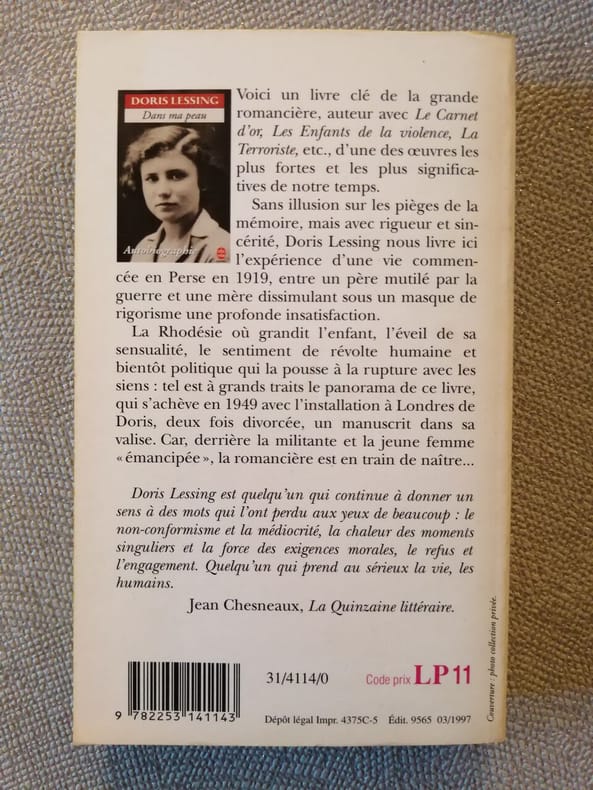 DORIS LESSING
Dans ma peau
Autobiographie
Voici un livre clé de la grande
romancière, auteur avec Le Carnet
d'or, Les Enfants de la violence, La
Terroriste, etc., d'une des œuvres les
plus fortes et les plus significa-
tives de notre temps.
Sans illusion sur les pièges de la
mémoire, mais avec rigueur et sin-
cérité, Doris Lessing nous livre ici
l'expérience d'une vie commen-
cée en Perse en 1919, entre un père mutilé par la
guerre et une mère dissimulant sous un masque de
rigorisme une profonde insatisfaction.
La Rhodésie où grandit l'enfant, l'éveil de sa
sensualité, le sentiment de révolte humaine et
bientôt politique qui la pousse à la rupture avec les
siens : tel est à grands traits le panorama de ce livre,
qui s'achève en 1949 avec l'installation à Londres de
Doris, deux fois divorcée, un manuscrit dans sa
valise. Car, derrière la militante et la jeune femme
« émancipée », la romancière est en train de naître...
Doris Lessing est quelqu'un qui continue à donner un
sens à des mots qui l'ont perdu aux yeux de beaucoup : le
non-conformisme et la médiocrité, la chaleur des moments
singuliers et la force des exigences morales, le refus et
l'engagement. Quelqu'un qui prend au sérieux la vie, les
humains.
Jean Chesneaux, La Quinzaine littéraire.
31/4114/0
Code prix LP 11
9 782253 141143
Dépôt légal Impr. 4375C-5 Édit. 9565 03/1997
Couverture : photo collection privée.